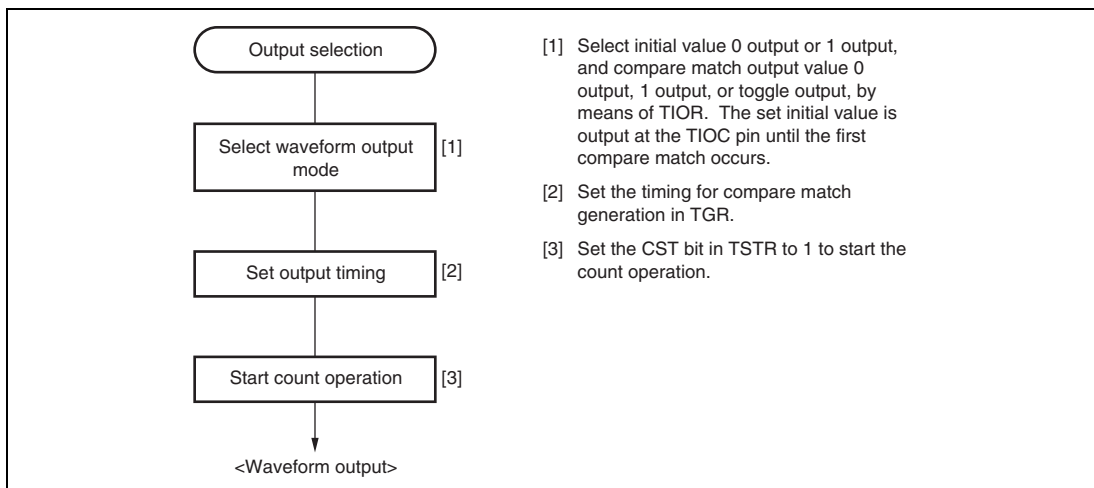 Output selection
Select waveform output
mode
[1]
Set output timing
[2]
Start count operation
[3]
<Waveform output>
[1] Select initial value 0 output or 1 output,
and compare match output value 0
output, 1 output, or toggle output, by
means of TIOR. The set initial value is
output at the TIOC pin until the first
compare match occurs.
[2] Set the timing for compare match
generation in TGR.
[3] Set the CST bit in TSTR to 1 to start the
count operation.